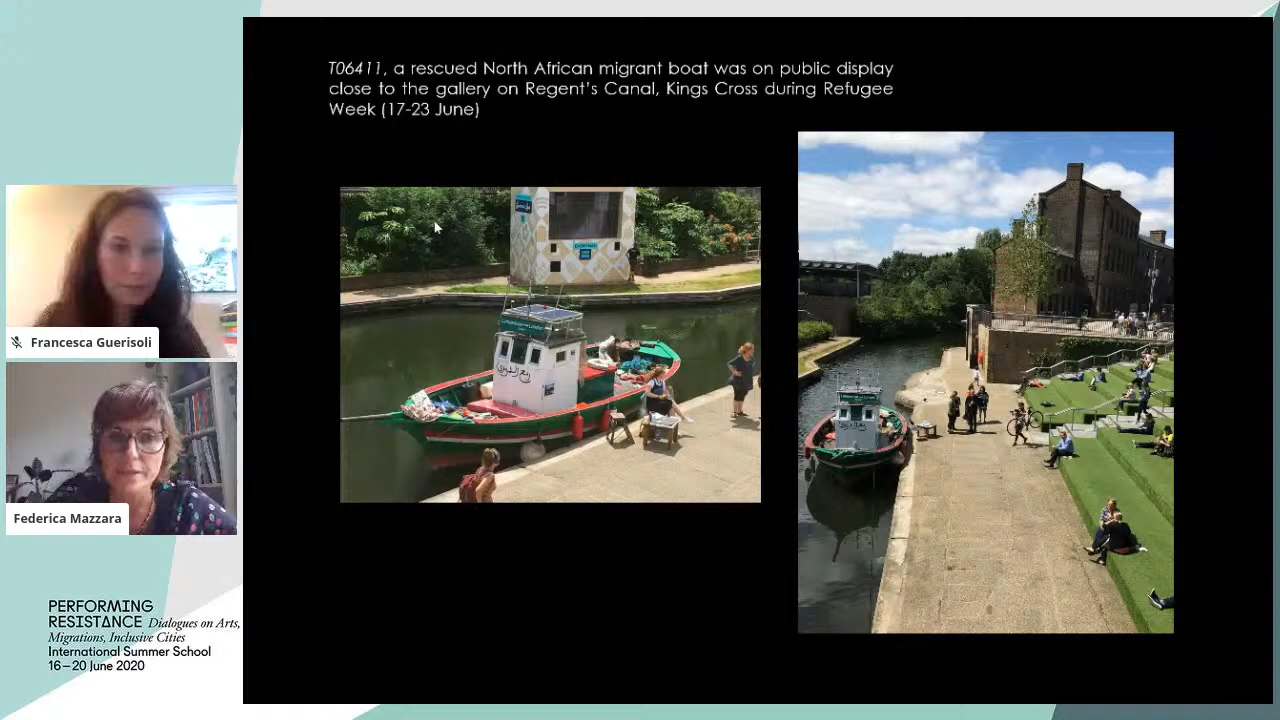 T06411, a rescued North African migrant boat was on public display
close to the gallery on Regent's Canal, Kings Cross during Refugee
Week (17-23 June)
Francesca Guerisoli
Federica Mazzara
PERFORMING
RESISTANCE Dialogues on Arts,
Migrations, Inclusive Cities
International Summer School
16–20 June 2020